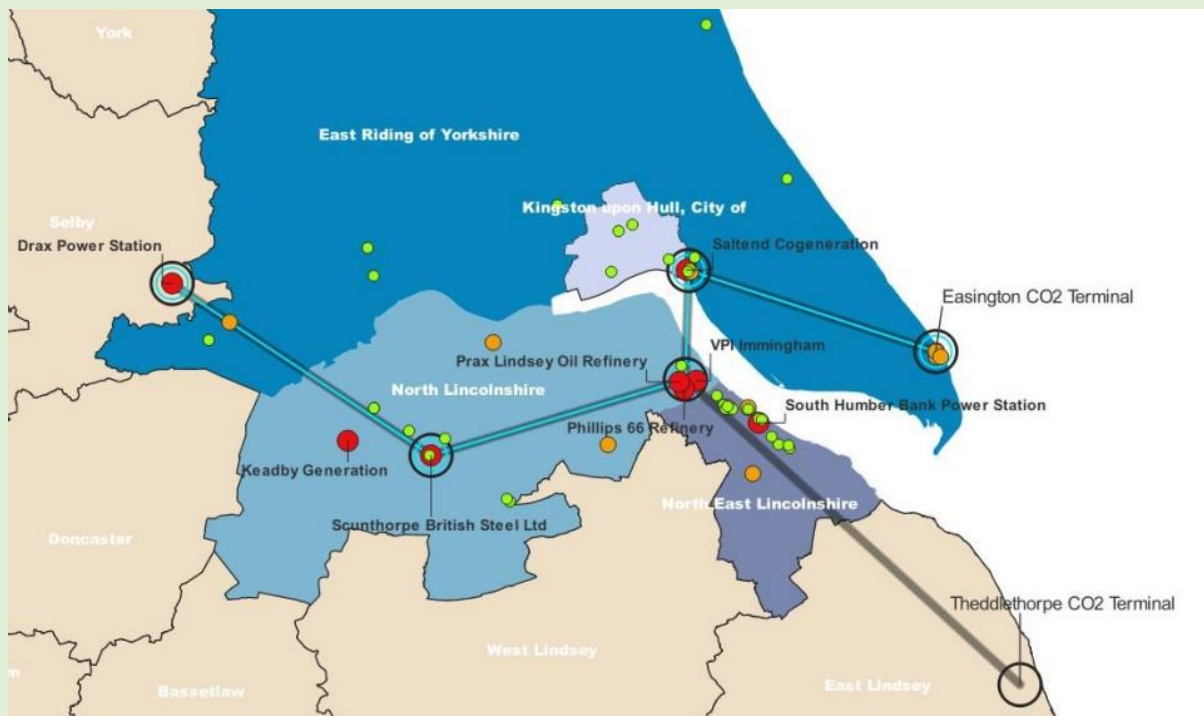 York
East Riding of Yorkshire
Kingston upon Hull, City of
Selby
Drax Power Station
Saltend Cogeneration
Easington CO2 Terminal
VPI Immingham
Prax Lindsey Oil Refinery
North Lincolnshire
South Humber Bank Power Station
Phillips 66 Refinery
Keadby Generation
North East Lincolnshire
Scunthorpe British Steel Ltd
Doncaster
Theddlethorpe CO2 Terminal
West Lindsey
m
Bassetlaw
East Lindsey